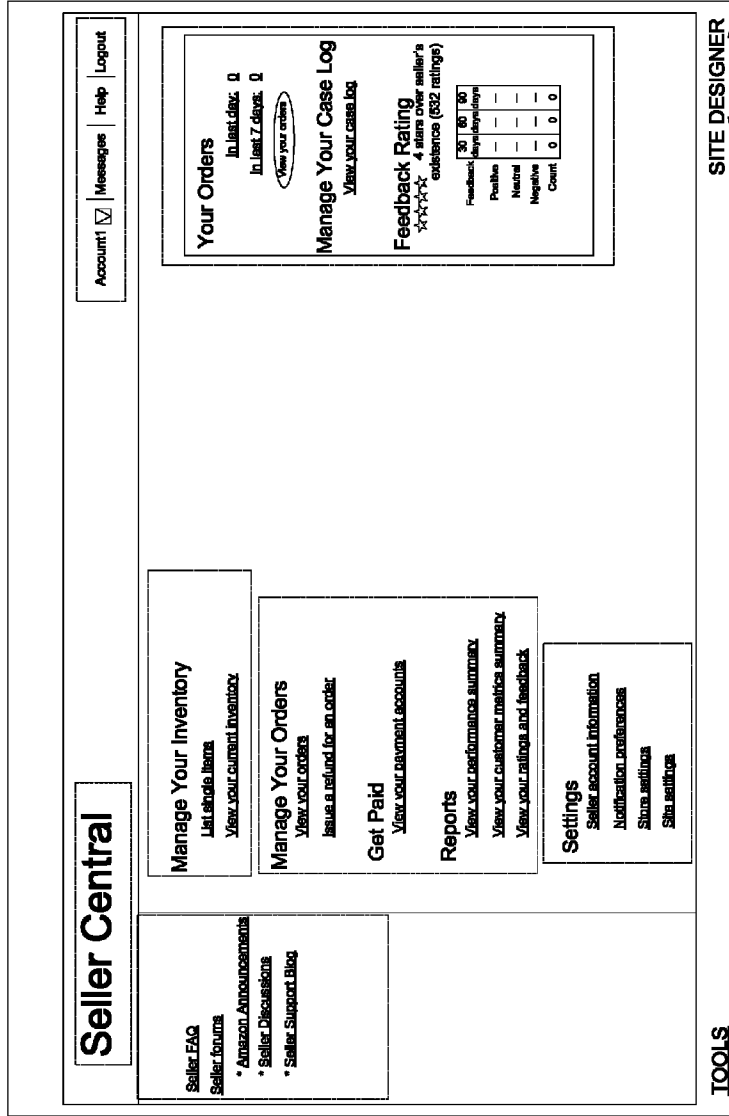 Seller Central
Account1 | Messages | Help | Logout
Seller FAQ
Seller forums
* Amazon Announcements
* Seller Discussions
* Seller Support Blog
Manage Your Inventory
List single items
View your current inventory
Manage Your Orders
View your orders
Issue a refund for an order
Get Paid
View your payment accounts
Reports
View your performance summary
View your customer metrics summary
View your ratings and feedback
Settings
Seller account information
Notification preferences
Store settings
Site settings
Your Orders
In last day: 0
In last 7 days: 0
View your orders
Manage Your Case Log
View your case log
Feedback Rating
☆☆☆☆☆ 4 stars over seller's
existence (532 ratings)
Feedback 30 days 60 days 90 days
Positive — — —
Neutral — — —
Negative — — —
Count 0 0 0
TOOLS
SITE DESIGNER